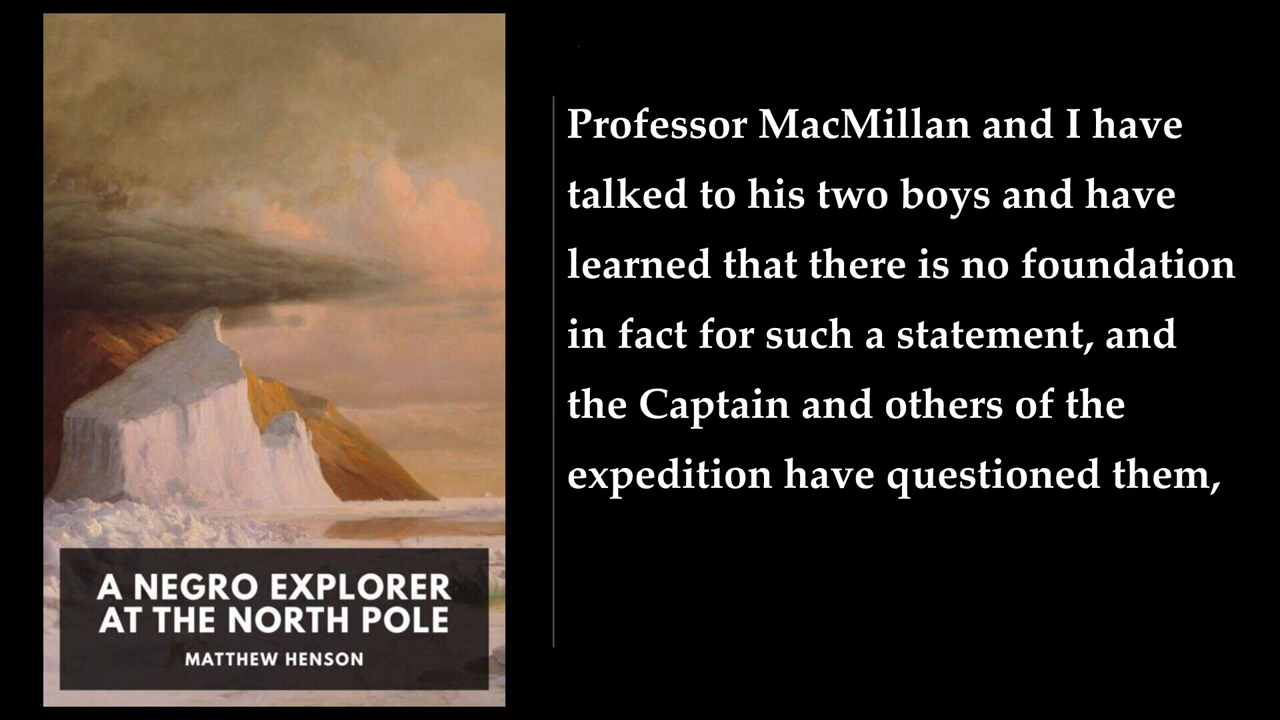 A NEGRO EXPLORER
AT THE NORTH POLE
MATTHEW HENSON
Professor MacMillan and I have
talked to his two boys and have
learned that there is no foundation
in fact for such a statement, and
the Captain and others of the
expedition have questioned them,